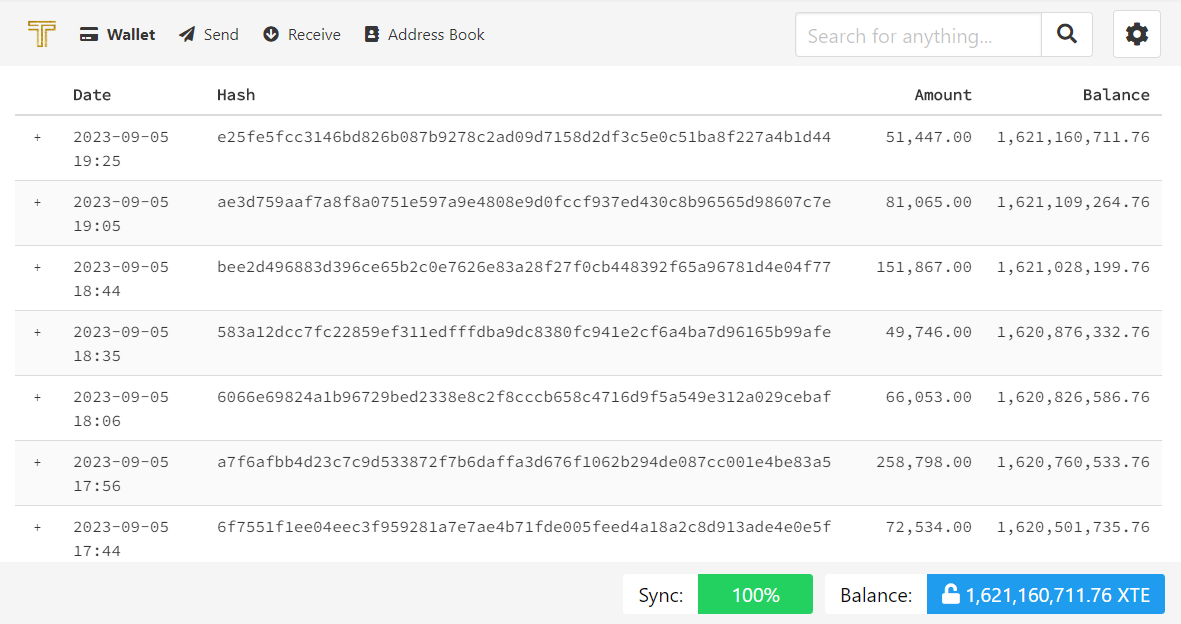 Wallet Send Receive Address Book Search for anything...
Date Hash Amount Balance
+ 2023-09-05 e25fe5fcc3146bd826b087b9278c2ad09d7158d2df3c5e0c51ba8f227a4b1d44 51,447.00 1,621,160,711.76
19:25
+ 2023-09-05 ae3d759aaf7a8f8a0751e597a9e4808e9d0fccf937ed430c8b96565d98607c7e 81,065.00 1,621,109,264.76
19:05
+ 2023-09-05 bee2d496883d396ce65b2c0e7626e83a28f27f0cb448392f65a96781d4e04f77 151,867.00 1,621,028,199.76
18:44
+ 2023-09-05 583a12dcc7fc22859ef311edfffdba9dc8380fc941e2cf6a4ba7d96165b99afe 49,746.00 1,620,876,332.76
18:35
+ 2023-09-05 6066e69824a1b96729bed2338e8c2f8cccb658c4716d9f5a549e312a029cebaf 66,053.00 1,620,826,586.76
18:06
+ 2023-09-05 a7f6afbb4d23c7c9d533872f7b6daffa3d676f1062b294de087cc001e4be83a5 258,798.00 1,620,760,533.76
17:56
+ 2023-09-05 6f7551f1ee04eec3f959281a7e7ae4b71fde005feed4a18a2c8d913ade4e0e5f 72,534.00 1,620,501,735.76
17:44
Sync: 100% Balance: 1,621,160,711.76 XTE